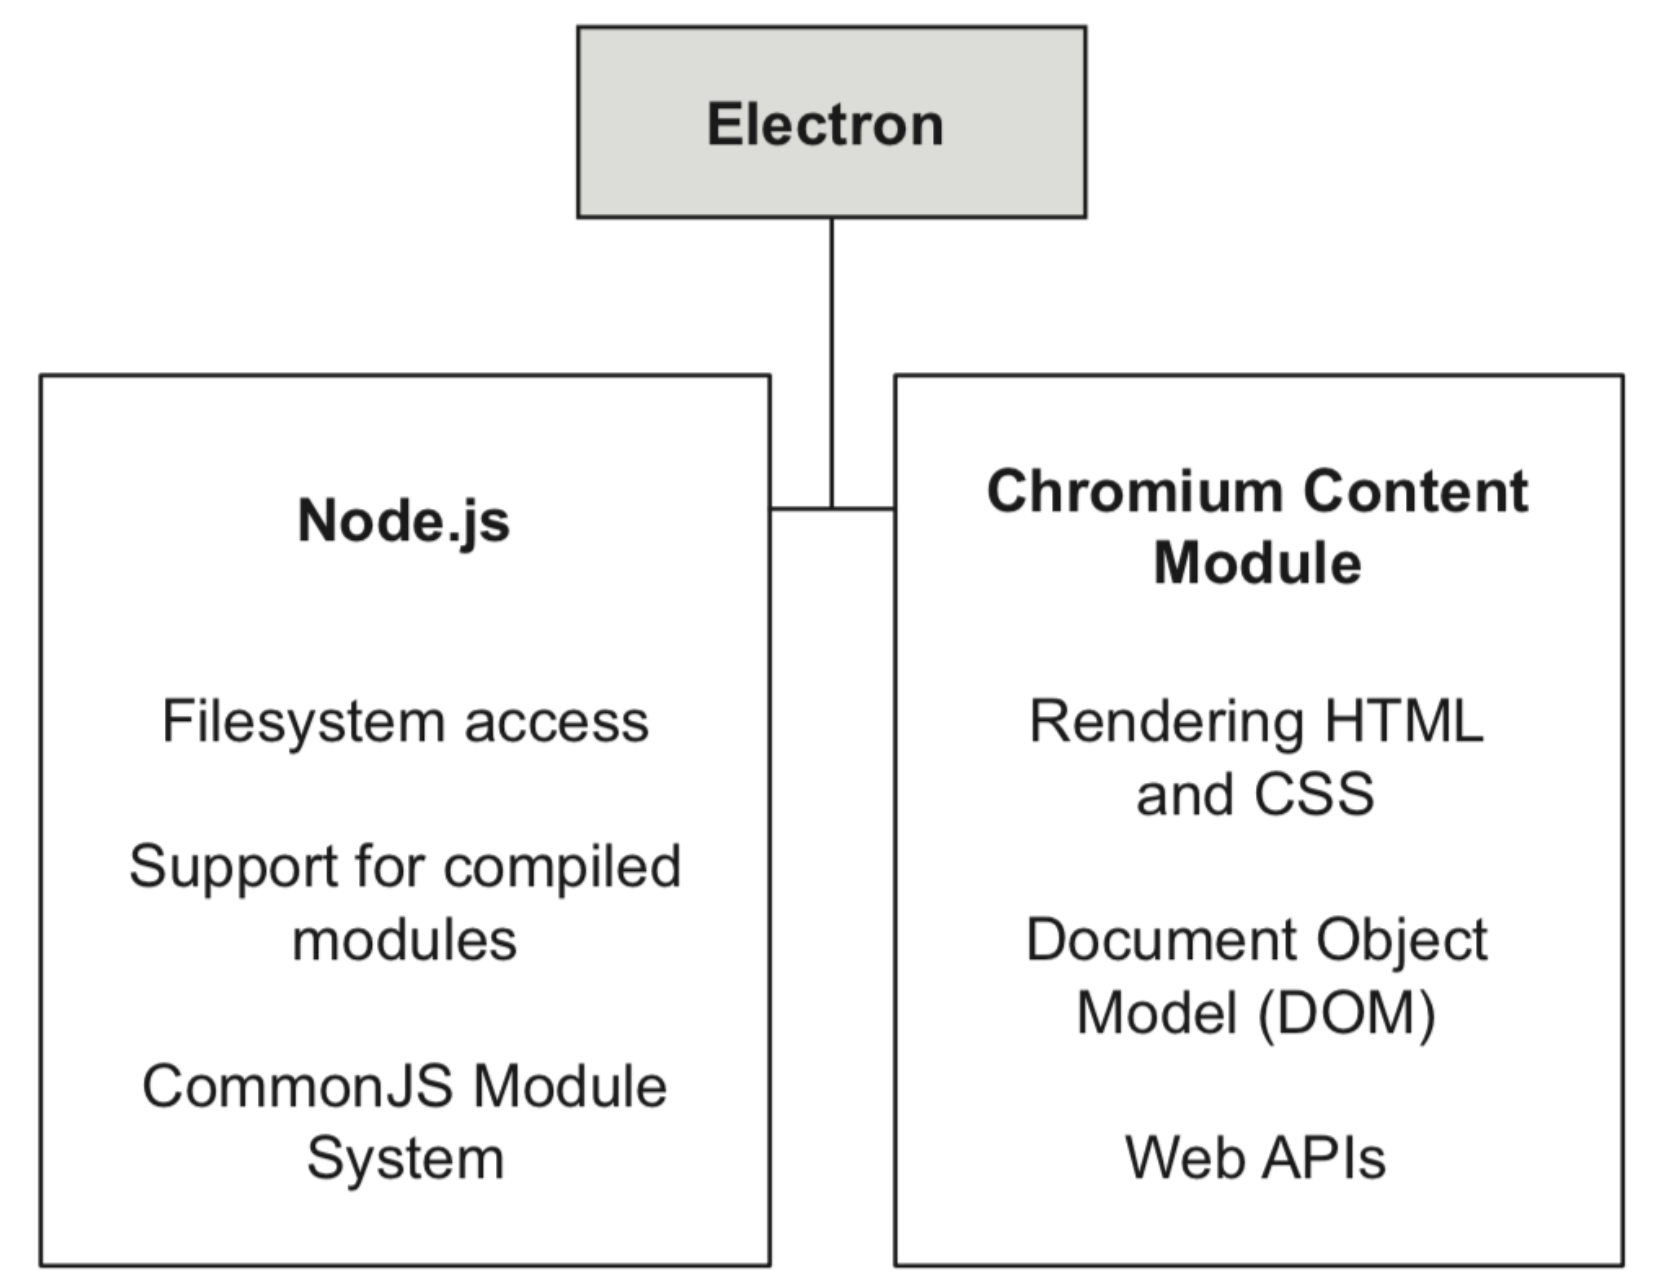 Electron
Node.js
Filesystem access
Support for compiled
modules
CommonJS Module
System
Chromium Content
Module
Rendering HTML
and CSS
Document Object
Model (DOM)
Web APIs